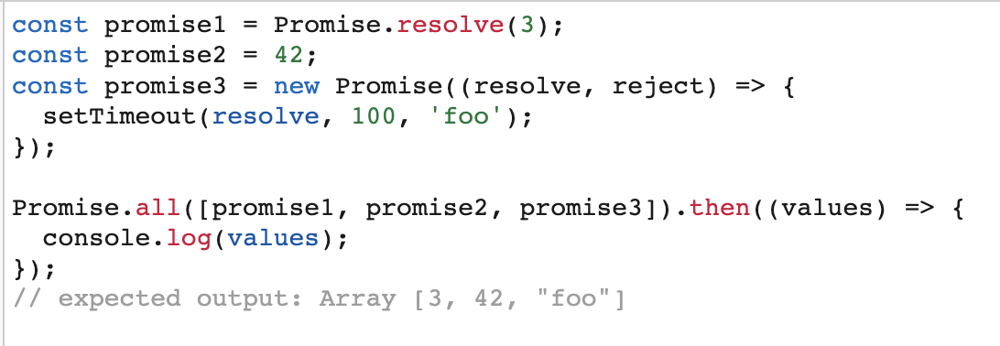 const promise1 = Promise.resolve(3);
const promise2 = 42;
const promise3 = new Promise((resolve, reject) => {
  setTimeout(resolve, 100, 'foo');
});

Promise.all([promise1, promise2, promise3]).then((values) => {
  console.log(values);
});
// expected output: Array [3, 42, "foo"]